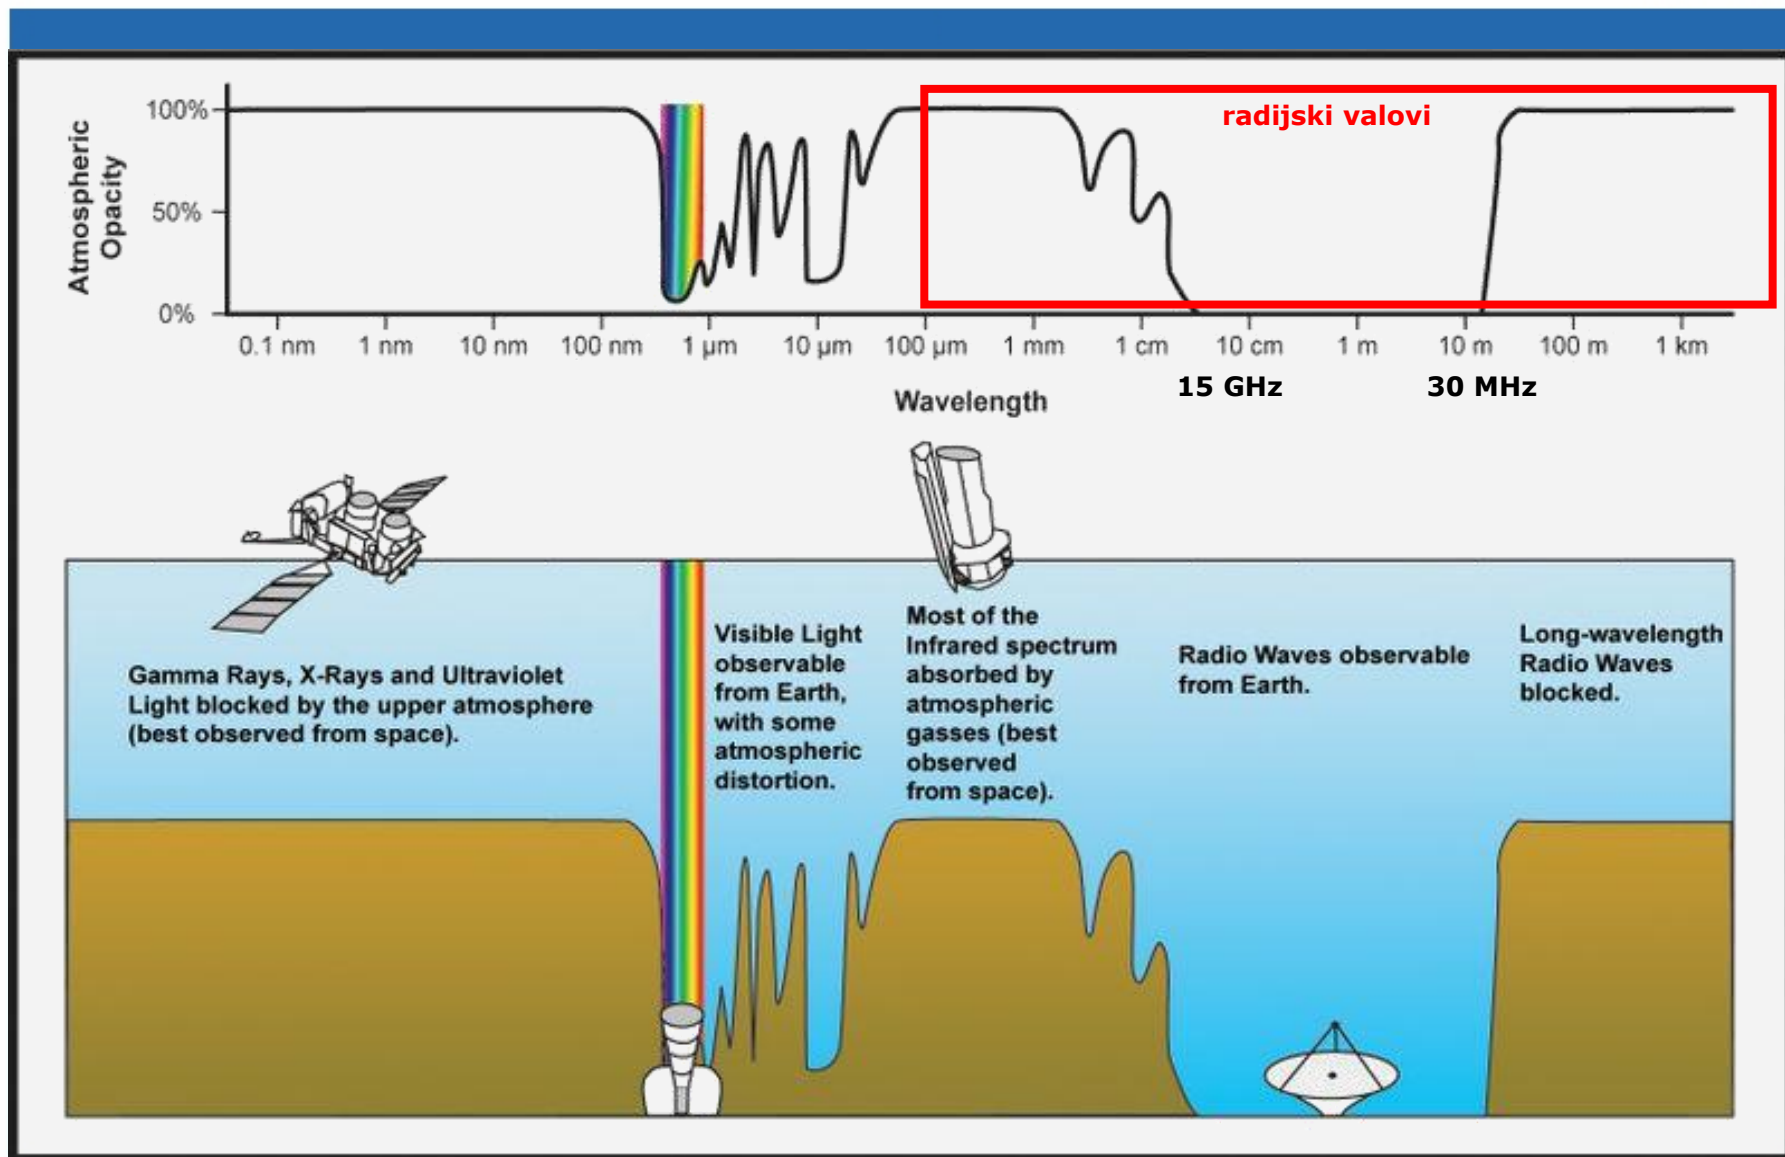 radijski valovi
Atmospheric
Opacity
100%
50%
0%
0.1 nm
1 nm
10 nm
100 nm
1 µm
10 µm
100 µm
1 mm
1 cm
10 cm
1 m
10 m
100 m
1 km
15 GHz
30 MHz
Wavelength
Gamma Rays, X-Rays and Ultraviolet
Light blocked by the upper atmosphere
(best observed from space).
Visible Light
observable
from Earth,
with some
atmospheric
distortion.
Most of the
Infrared spectrum
absorbed by
atmospheric
gasses (best
observed
from space).
Radio Waves observable
from Earth.
Long-wavelength
Radio Waves
blocked.